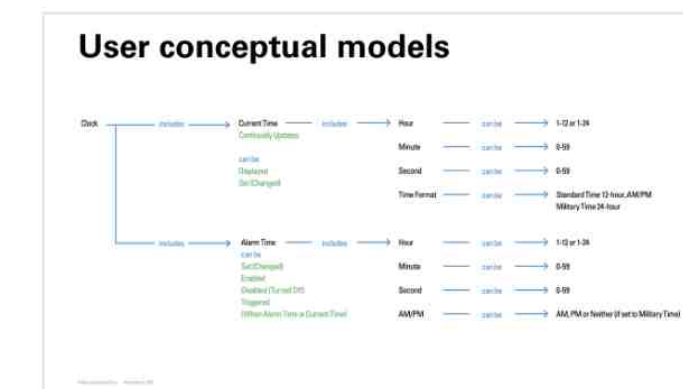 User conceptual models
Clock includes Current Time includes Hour can be 1-12 or 1-24
Continually Updates
Minute can be 0-59
can be
Displayed
Second can be 0-59
Set (Changed)
Time Format can be Standard Time 12-hour, AM/PM
Military Time 24-hour
includes Alarm Time includes Hour can be 1-12 or 1-24
can be
Set (Changed)
Minute can be 0-59
Enabled
Disabled (Turned Off)
Second can be 0-59
Triggered
(When Alarm Time is Current Time)
AM/PM can be AM, PM or Neither (if set to Military Time)